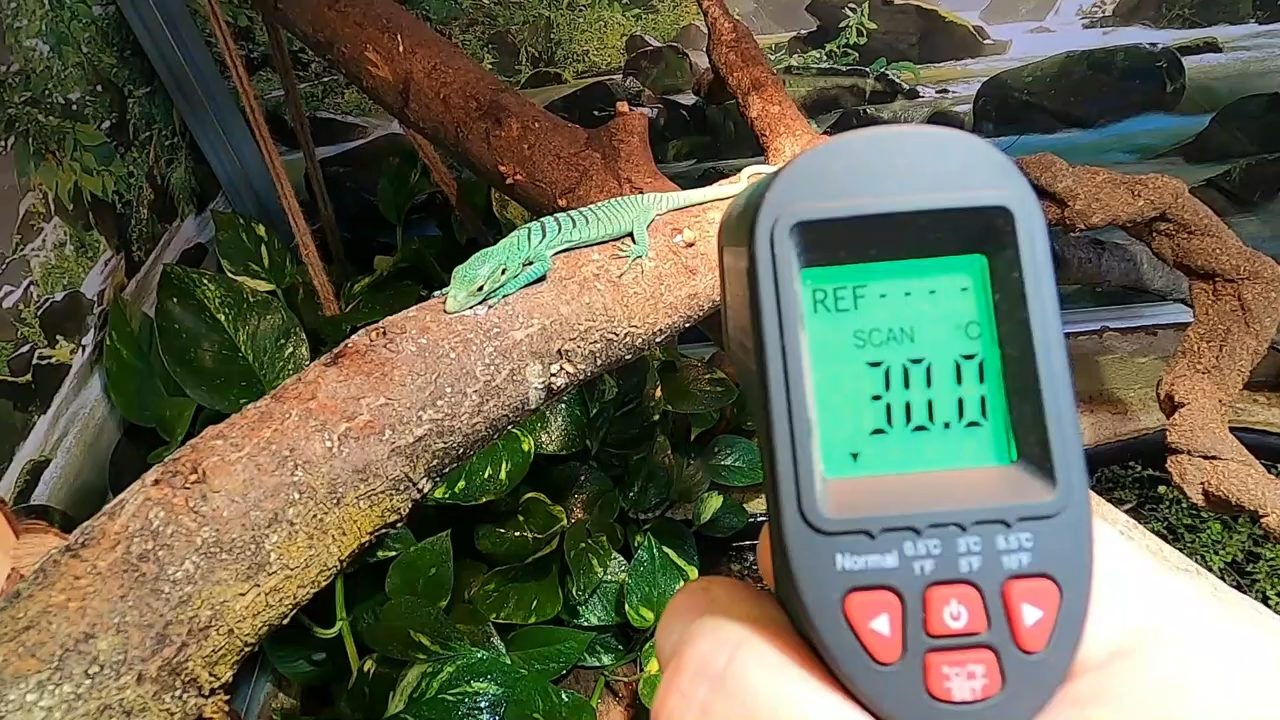 REF - - - -
SCAN °C
30.0
Normal 0.5°C 3°C 5.5°C
1°F 5°F 10°F